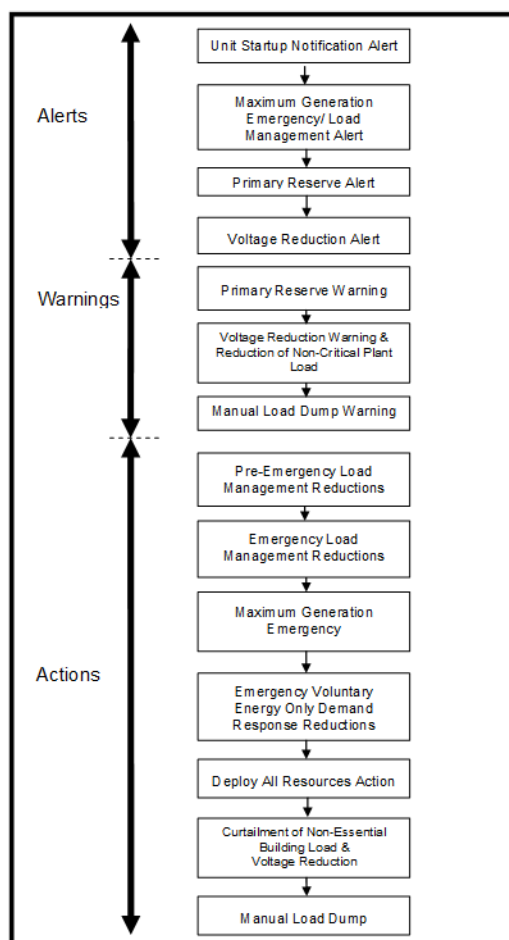 Alerts
Unit Startup Notification Alert
Maximum Generation
Emergency/ Load
Management Alert
Primary Reserve Alert
Voltage Reduction Alert
Warnings
Primary Reserve Warning
Voltage Reduction Warning &
Reduction of Non-Critical Plant
Load
Manual Load Dump Warning
Actions
Pre-Emergency Load
Management Reductions
Emergency Load
Management Reductions
Maximum Generation
Emergency
Emergency Voluntary
Energy Only Demand
Response Reductions
Deploy All Resources Action
Curtailment of Non-Essential
Building Load &
Voltage Reduction
Manual Load Dump